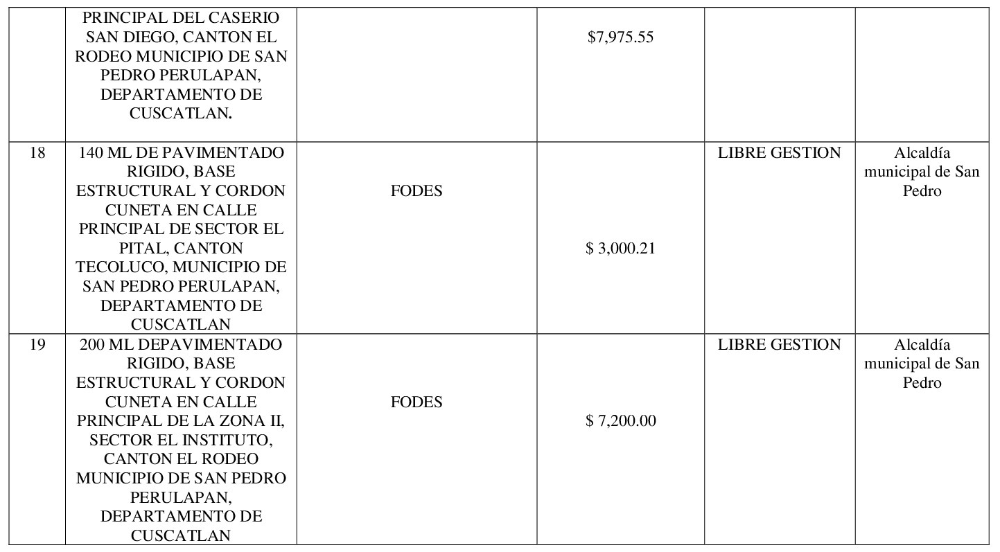 PRINCIPAL DEL CASERIO
SAN DIEGO, CANTON EL
RODEO MUNICIPIO DE SAN
PEDRO PERULAPAN,
DEPARTAMENTO DE
CUSCATLAN.
$7,975.55
18
140 ML DE PAVIMENTADO
RIGIDO, BASE
ESTRUCTURAL Y CORDON
CUNETA EN CALLE
PRINCIPAL DE SECTOR EL
PITAL, CANTON
TECOLUCO, MUNICIPIO DE
SAN PEDRO PERULAPAN,
DEPARTAMENTO DE
CUSCATLAN
FODES
$ 3,000.21
LIBRE GESTION
Alcaldía
municipal de San
Pedro
19
200 ML DEPAVIMENTADO
RIGIDO, BASE
ESTRUCTURAL Y CORDON
CUNETA EN CALLE
PRINCIPAL DE LA ZONA II,
SECTOR EL INSTITUTO,
CANTON EL RODEO
MUNICIPIO DE SAN PEDRO
PERULAPAN,
DEPARTAMENTO DE
CUSCATLAN
FODES
$ 7,200.00
LIBRE GESTION
Alcaldía
municipal de San
Pedro